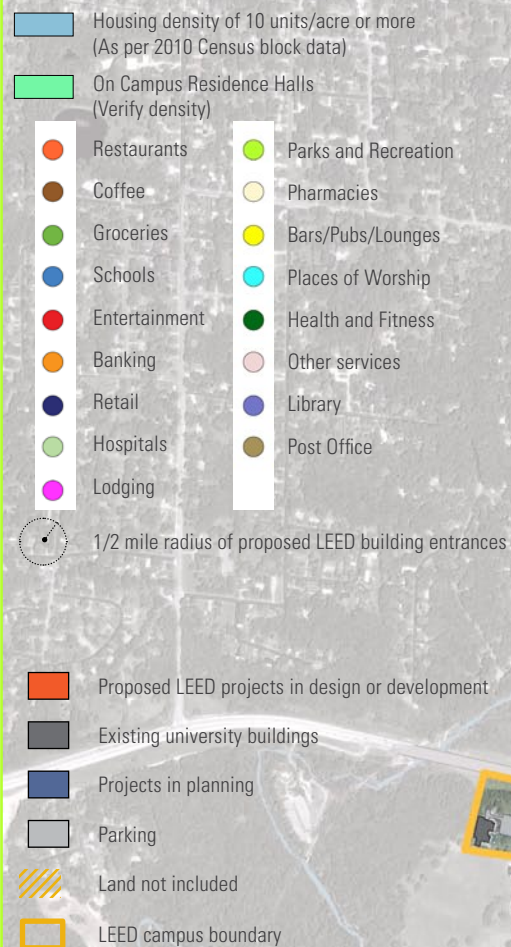 Housing density of 10 units/acre or more
(As per 2010 Census block data)
On Campus Residence Halls
(Verify density)
Restaurants
Coffee
Groceries
Schools
Entertainment
Banking
Retail
Hospitals
Lodging
Parks and Recreation
Pharmacies
Bars/Pubs/Lounges
Places of Worship
Health and Fitness
Other services
Library
Post Office
1/2 mile radius of proposed LEED building entrances
Proposed LEED projects in design or development
Existing university buildings
Projects in planning
Parking
Land not included
LEED campus boundary